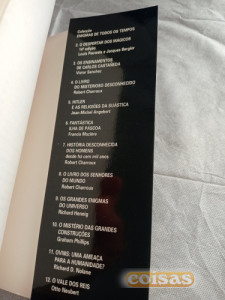 Colecção
ENIGMAS DE TODOS OS TEMPOS
2. O DESPERTAR DOS MÁGICOS
Louis Pauwels e Jacques Bergier
3. OS ENSINAMENTOS
DE CARLOS CASTAÑEDA
Victor Sanchez
4. O LIVRO
DO MISTERIOSO DESCONHECIDO
Robert Charroux
5. HITLER
E AS RELIGIÕES DA SUÁSTICA
Jean-Michel Angebert
6. FANTÁSTICA
ILHA DE PÁSCOA
Francis Mazière
7. HISTÓRIA DESCONHECIDA
DOS HOMENS
desde há cem mil anos
Robert Charroux
8. O LIVRO DOS SENHORES
DO MUNDO
Robert Charroux
9. OS GRANDES ENIGMAS
DO UNIVERSO
Richard Hennig
10. O MISTÉRIO DAS GRANDES
CONSTRUÇÕES
Graham Phillips
11. OVNIS: UMA AMEAÇA
PARA A HUMANIDADE?
Richard D. Nolane
12. O VALE DOS REIS
Otto Neubert
coisas